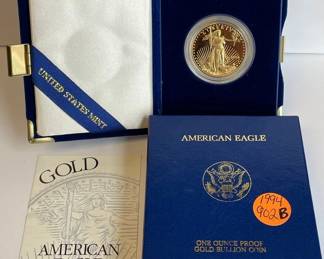 UNITED STATES MINT
GOLD
AMERICAN
AMERICAN EAGLE
ONE OUNCE PROOF
GOLD BULLION COIN
1994
902B